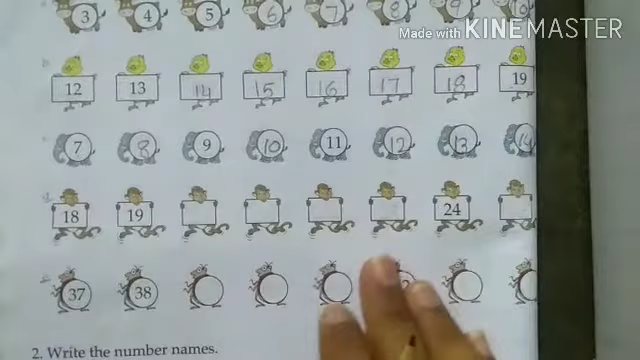 Made with KINEMASTER
3 4 5 6 7 8 9 10
12 13 14 15 16 17 18 19
7 8 9 10 11 12 13 14
18 19 24
37 38
2. Write the number names.